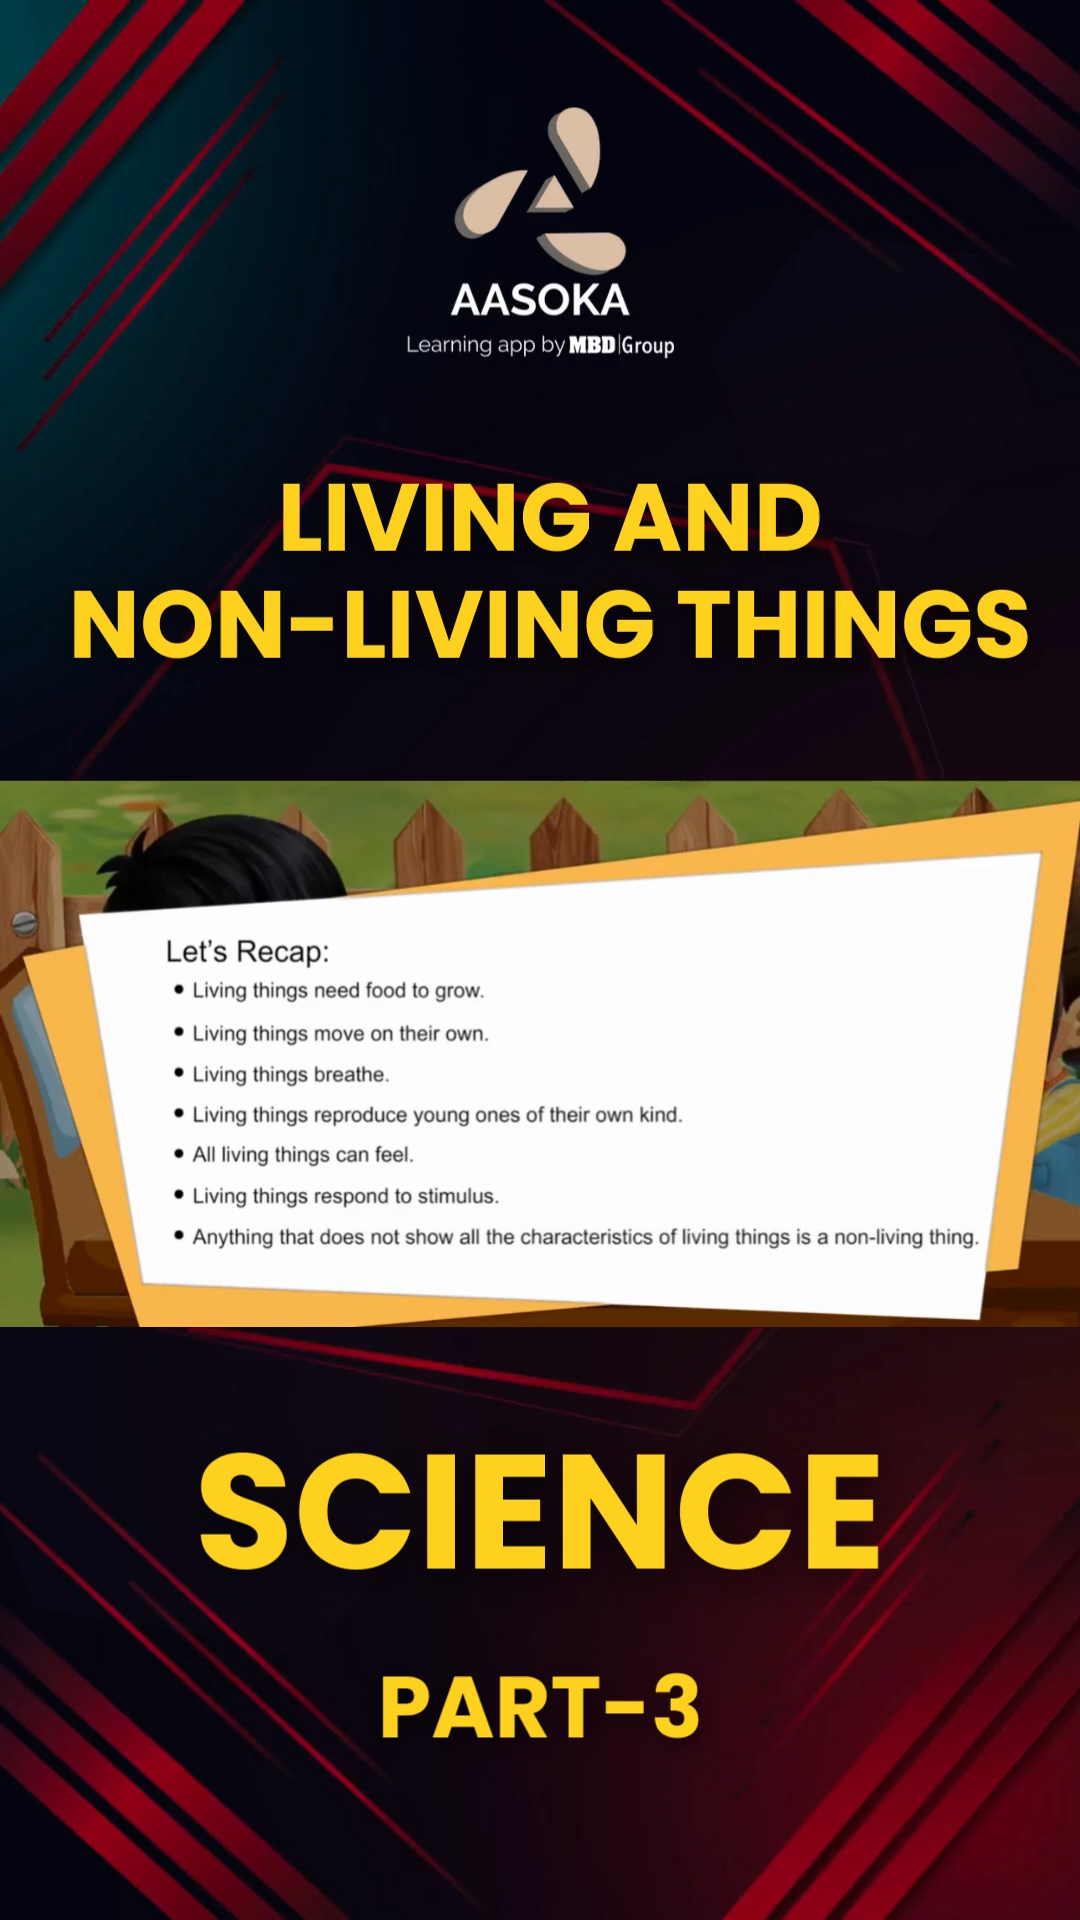 AASOKA
Learning app by MBD Group
LIVING AND
NON-LIVING THINGS
Let's Recap:
• Living things need food to grow.
• Living things move on their own.
• Living things breathe.
• Living things reproduce young ones of their own kind.
• All living things can feel.
• Living things respond to stimulus.
• Anything that does not show all the characteristics of living things is a non-living thing.
SCIENCE
PART-3